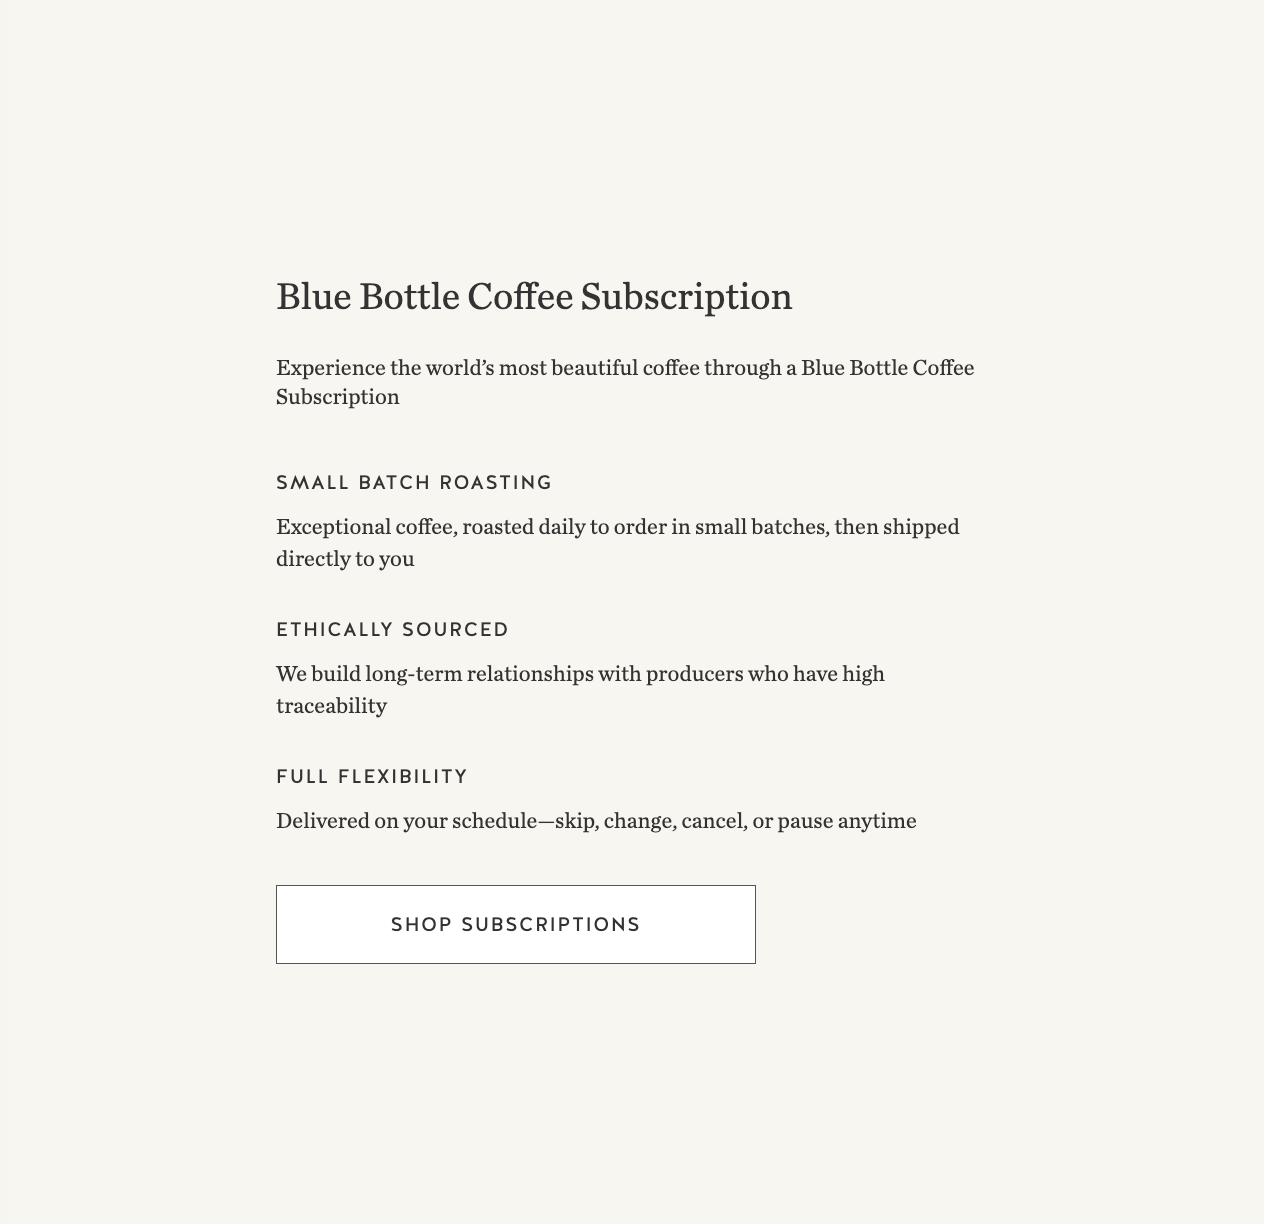 Blue Bottle Coffee Subscription
Experience the world’s most beautiful coffee through a Blue Bottle Coffee
Subscription
SMALL BATCH ROASTING
Exceptional coffee, roasted daily to order in small batches, then shipped
directly to you
ETHICALLY SOURCED
We build long-term relationships with producers who have high
traceability
FULL FLEXIBILITY
Delivered on your schedule—skip, change, cancel, or pause anytime
SHOP SUBSCRIPTIONS